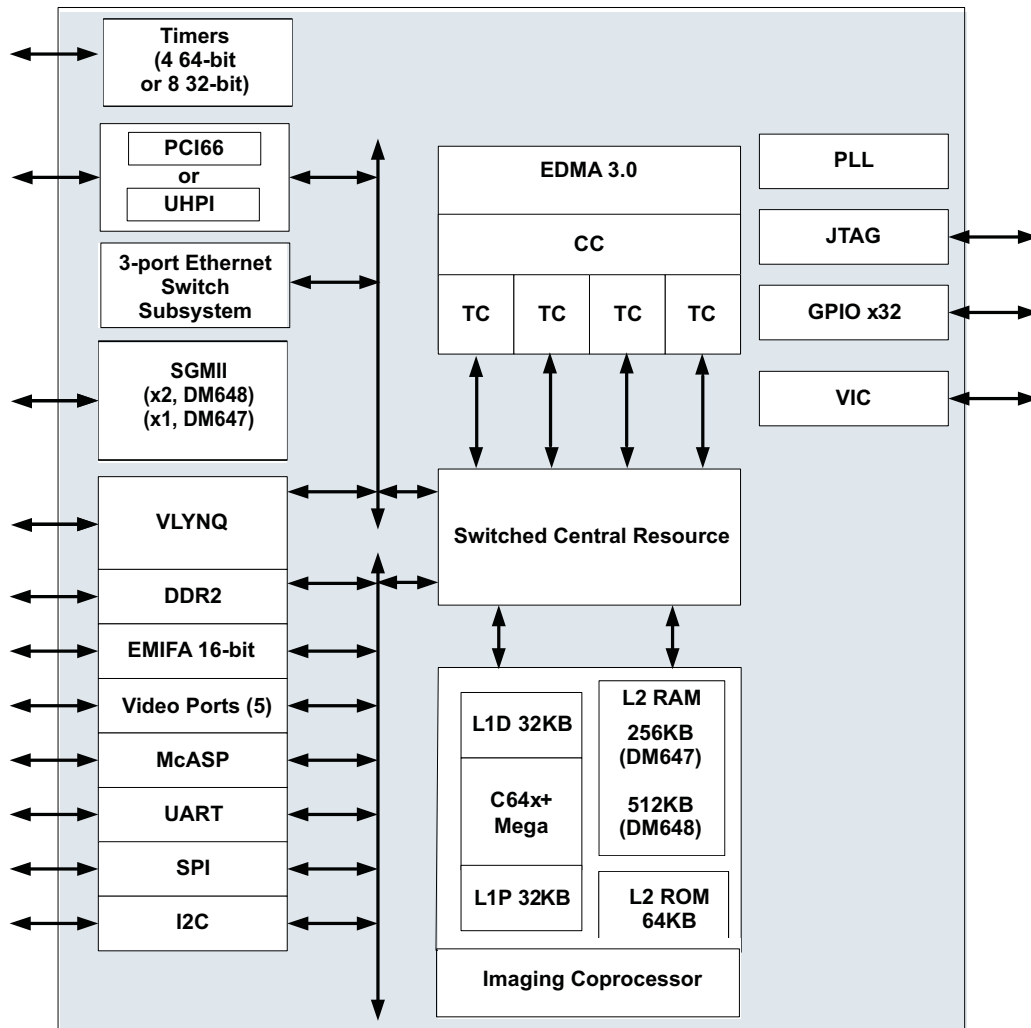 Timers
(4 64-bit
or 8 32-bit)
PCI66
or
UHPI
3-port Ethernet
Switch
Subsystem
SGMII
(x2, DM648)
(x1, DM647)
VLYNQ
DDR2
EMIFA 16-bit
Video Ports (5)
McASP
UART
SPI
I2C
EDMA 3.0
CC
TC
TC
TC
TC
Switched Central Resource
L1D 32KB
C64x+
Mega
L1P 32KB
L2 RAM
256KB
(DM647)
512KB
(DM648)
L2 ROM
64KB
Imaging Coprocessor
PLL
JTAG
GPIO x32
VIC